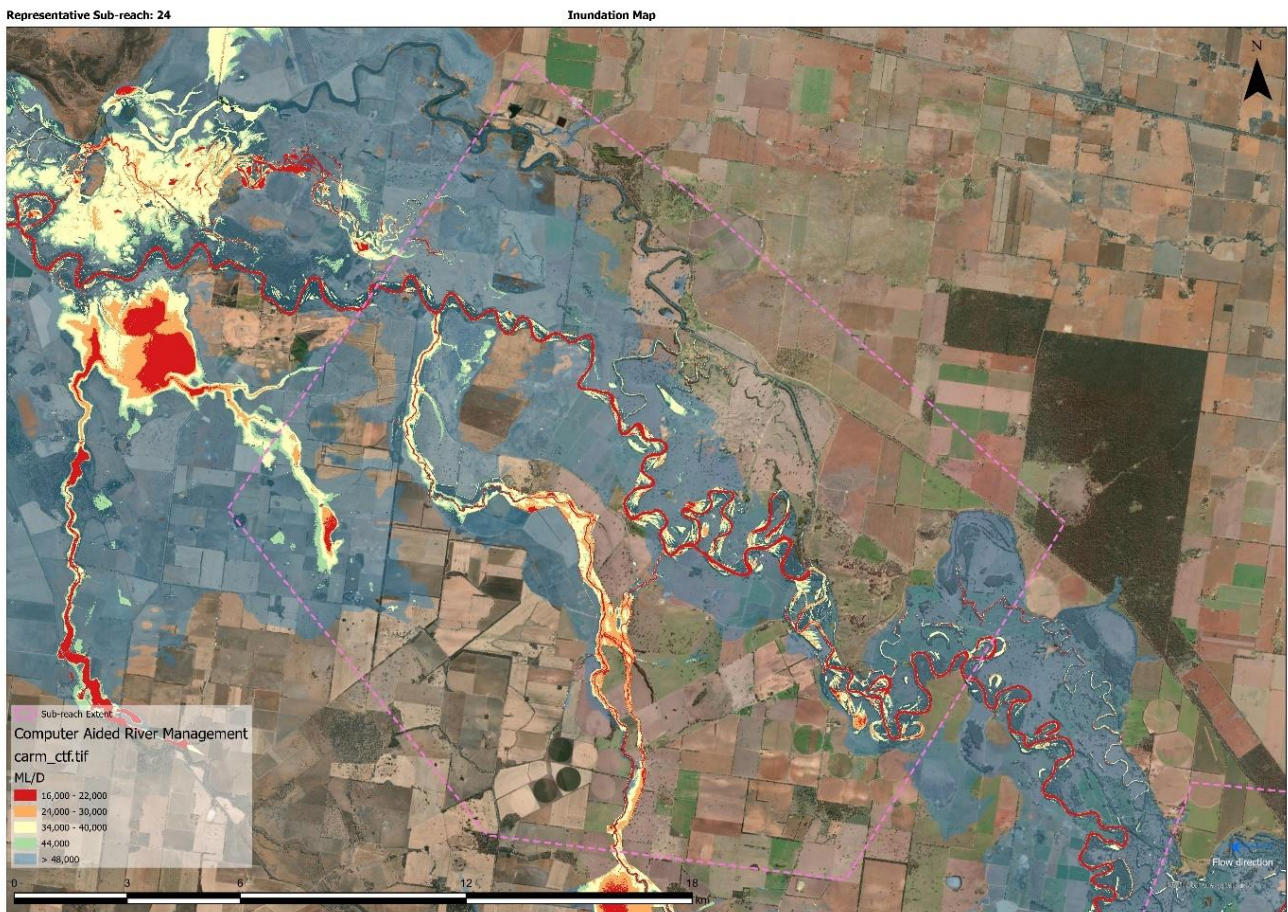 Representative Sub-reach: 24
Inundation Map
N
Sub-reach Extent
Computer Aided River Management
carm_ctf.tif
ML/D
16,000 - 22,000
24,000 - 30,000
34,000 - 40,000
44,000
> 48,000
Flow direction
0 3 6 12 18
km